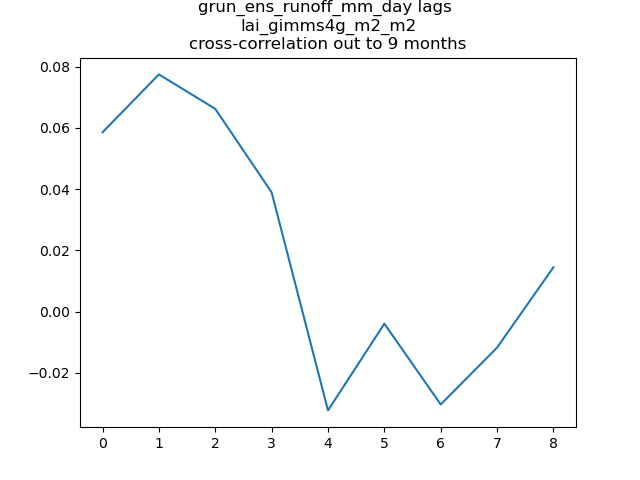 grun_ens_runoff_mm_day lags
lai_gimms4g_m2_m2
cross-correlation out to 9 months
0.08
0.06
0.04
0.02
0.00
−0.02
0 1 2 3 4 5 6 7 8